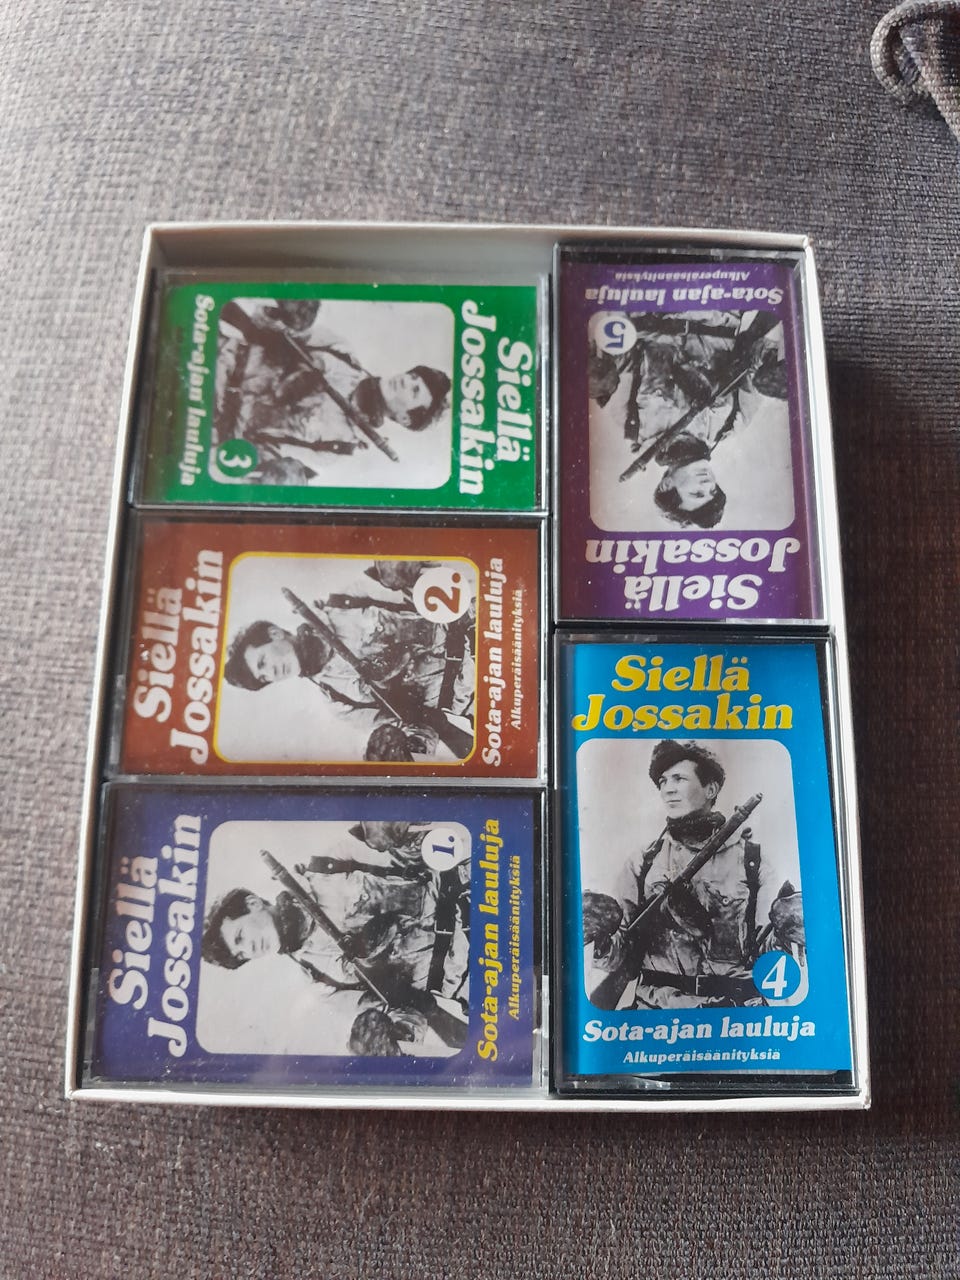 Siellä
Jossakin
3
Sota-ajan lauluja
Siellä
Jossakin
2.
Sota-ajan lauluja
Alkuperäisäänityksiä
Siellä
Jossakin
1.
Sota-ajan lauluja
Alkuperäisäänityksiä
Siellä
Jossakin
5
Sota-ajan lauluja
Alkuperäisäänityksiä
Siellä
Jossakin
4
Sota-ajan lauluja
Alkuperäisäänityksiä